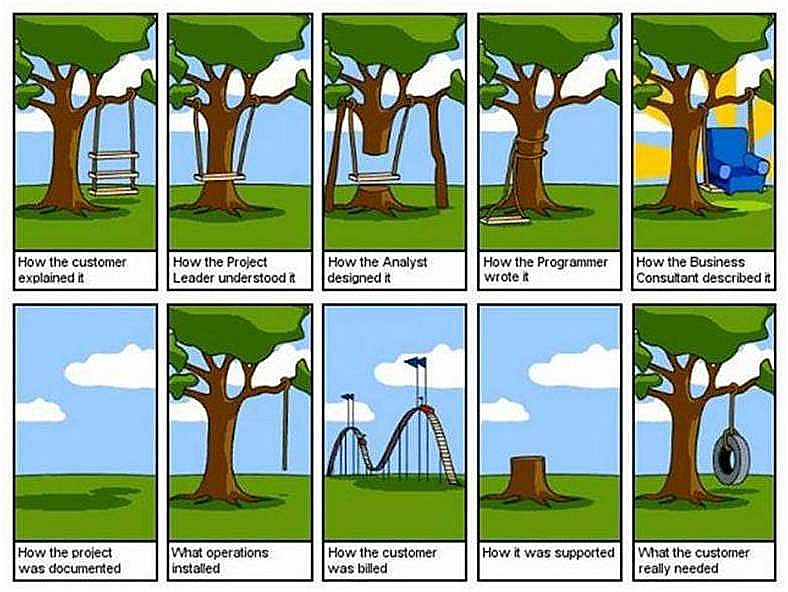 How the customer
explained it
How the Project
Leader understood it
How the Analyst
designed it
How the Programmer
wrote it
How the Business
Consultant described it
How the project
was documented
What operations
installed
How the customer
was billed
How it was supported
What the customer
really needed